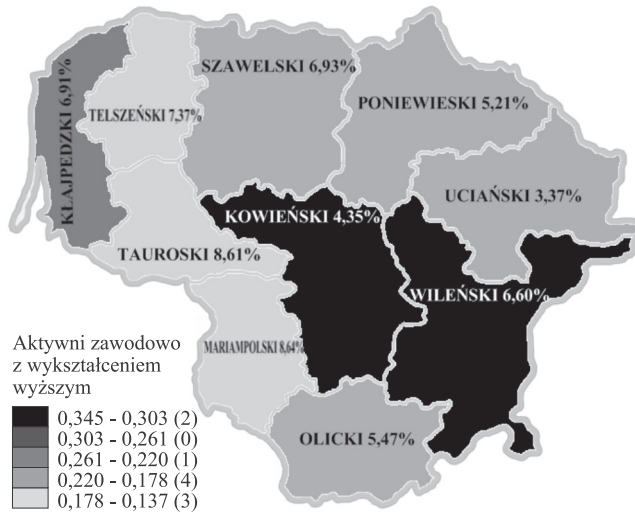 SZAWELSKI 6,93%
PONIEWIESKI 5,21%
KŁAJPEDZKI 6,91%
TELSZEŃSKI 7,37%
UCIAŃSKI 3,37%
KOWIEŃSKI 4,35%
TAUROSKI 8,61%
WILEŃSKI 6,60%
MARIAMPOLSKI 8,64%
OLICKI 5,47%
Aktywni zawodowo
z wykształceniem
wyższym
0,345 - 0,303 (2)
0,303 - 0,261 (0)
0,261 - 0,220 (1)
0,220 - 0,178 (4)
0,178 - 0,137 (3)